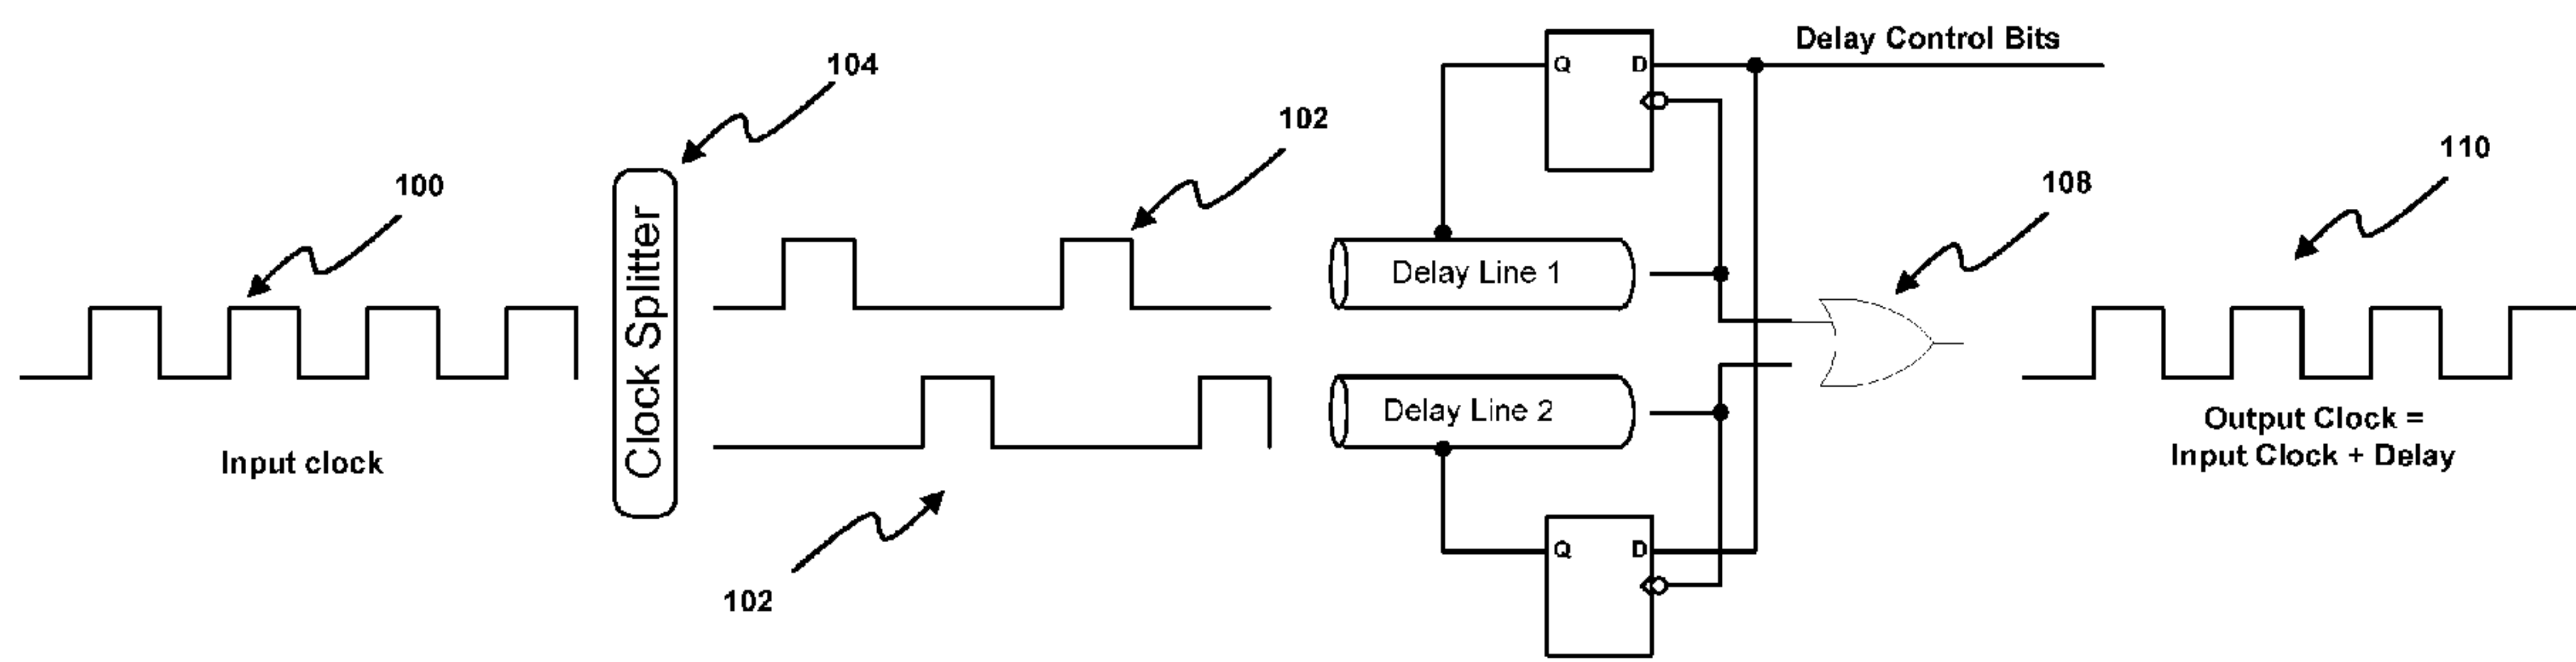 Delay Control Bits
Q D
104
102
110
100
108
Clock Splitter
Delay Line 1
Delay Line 2
Output Clock =
Input Clock + Delay
Input clock
Q D
102